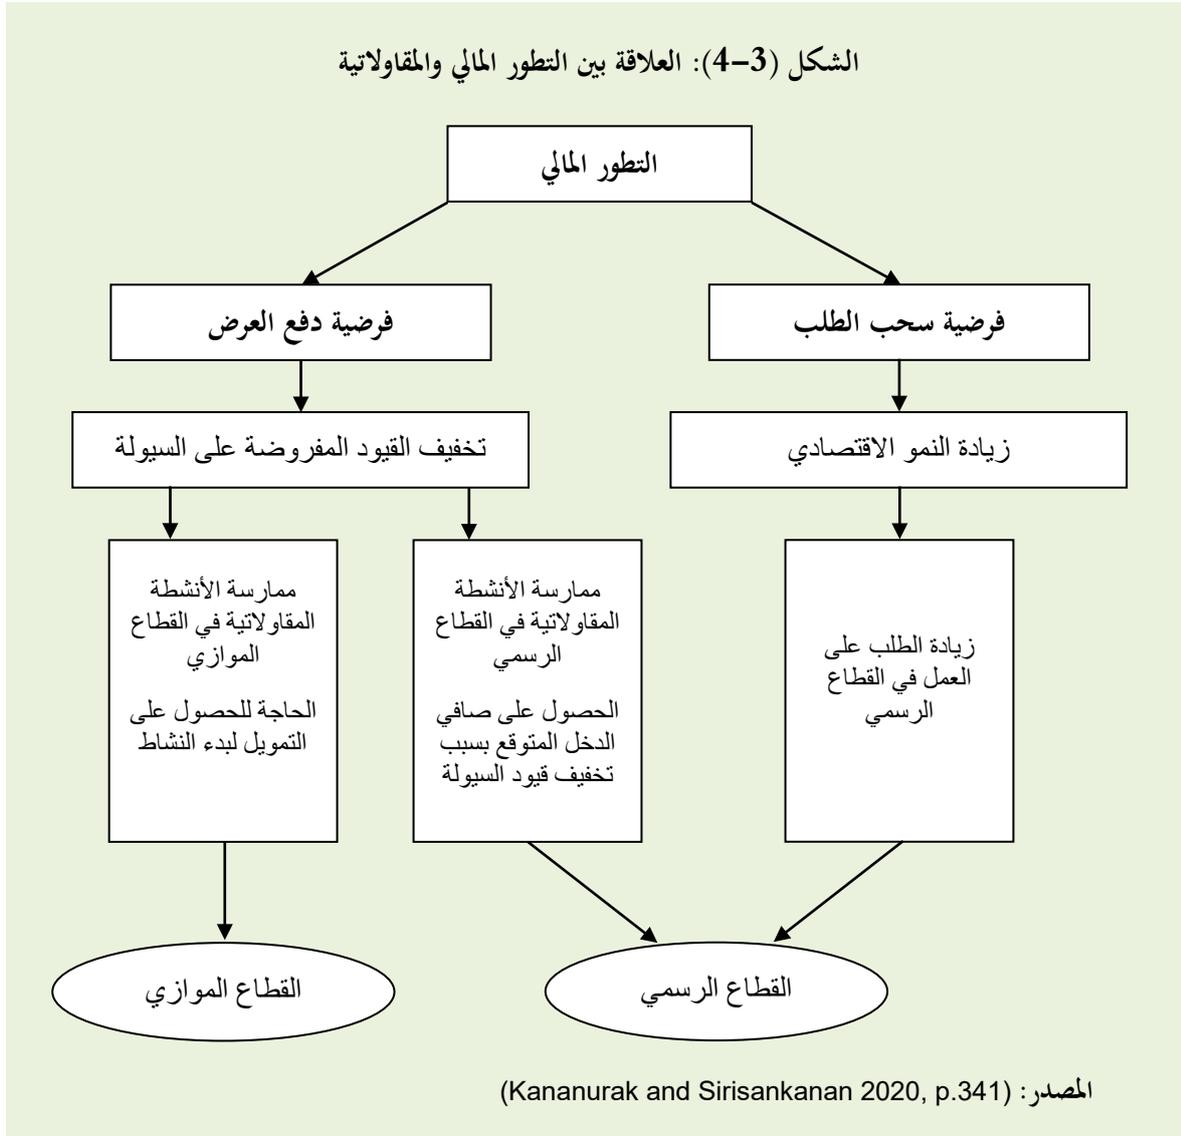 الشكل (3-4): العلاقة بين التطور المالي والمقاولاتية
التطور المالي
فرضية سحب الطلب
فرضية دفع العرض
زيادة النمو الاقتصادي
تخفيف القيود المفروضة على السيولة
زيادة الطلب على
العمل في القطاع
الرسمي
ممارسة الأنشطة
المقاولاتية في القطاع
الرسمي
الحصول على صافي
الدخل المتوقع بسبب
تخفيف قيود السيولة
ممارسة الأنشطة
المقاولاتية في القطاع
الموازي
الحاجة للحصول على
التمويل لبدء النشاط
القطاع الرسمي
القطاع الموازي
المصدر: (Kananurak and Sirisankanan 2020, p.341)